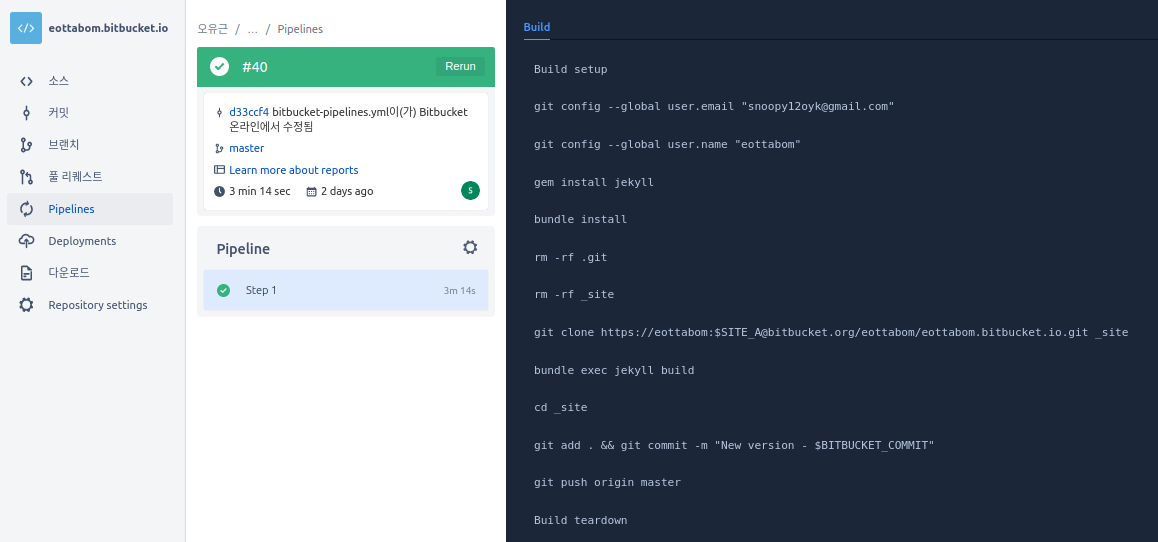 eottabom.bitbucket.io
소스
커밋
브랜치
풀 리퀘스트
Pipelines
Deployments
다운로드
Repository settings
오유근 / ... / Pipelines
#40
Rerun
d33ccf4 bitbucket-pipelines.yml이(가) Bitbucket
온라인에서 수정됨
master
Learn more about reports
3 min 14 sec 2 days ago
S
Pipeline
Step 1 3m 14s
Build
Build setup
git config --global user.email "snoopy12oyk@gmail.com"
git config --global user.name "eottabom"
gem install jekyll
bundle install
rm -rf .git
rm -rf _site
git clone https://eottabom:$SITE_A@bitbucket.org/eottabom/eottabom.bitbucket.io.git _site
bundle exec jekyll build
cd _site
git add . && git commit -m "New version - $BITBUCKET_COMMIT"
git push origin master
Build teardown